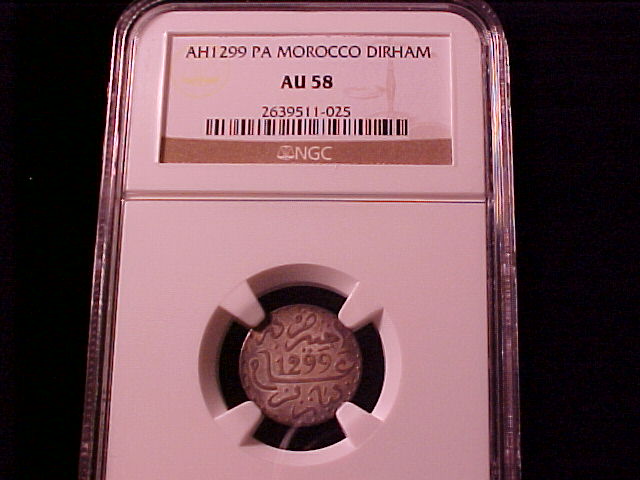 AH1299 PA MOROCCO DIRHAM
AU 58
2639511-025
NGC
1299